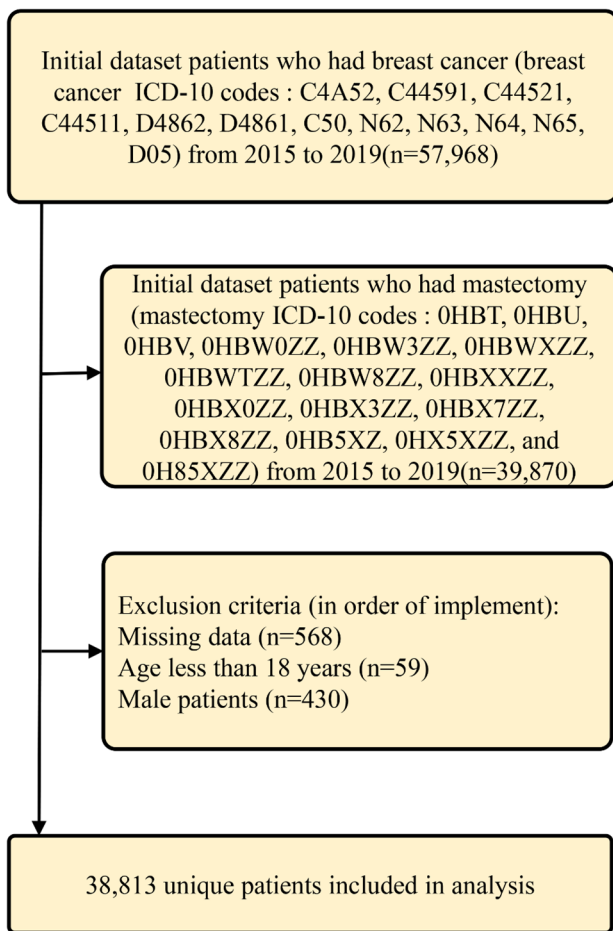 Initial dataset patients who had breast cancer (breast
cancer ICD-10 codes : C4A52, C44591, C44521,
C44511, D4862, D4861, C50, N62, N63, N64, N65,
D05) from 2015 to 2019(n=57,968)
Initial dataset patients who had mastectomy
(mastectomy ICD-10 codes : 0HBT, 0HBU,
0HBV, 0HBW0ZZ, 0HBW3ZZ, 0HBWXZZ,
0HBWTZZ, 0HBW8ZZ, 0HBXXZZ,
0HBX0ZZ, 0HBX3ZZ, 0HBX7ZZ,
0HBX8ZZ, 0HB5XZ, 0HX5XZZ, and
0H85XZZ) from 2015 to 2019(n=39,870)
Exclusion criteria (in order of implement):
Missing data (n=568)
Age less than 18 years (n=59)
Male patients (n=430)
38,813 unique patients included in analysis